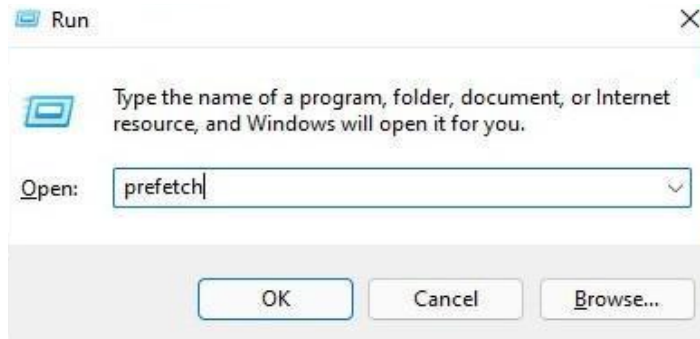 Run
Type the name of a program, folder, document, or Internet
resource, and Windows will open it for you.
Open: prefetch
OK Cancel Browse...